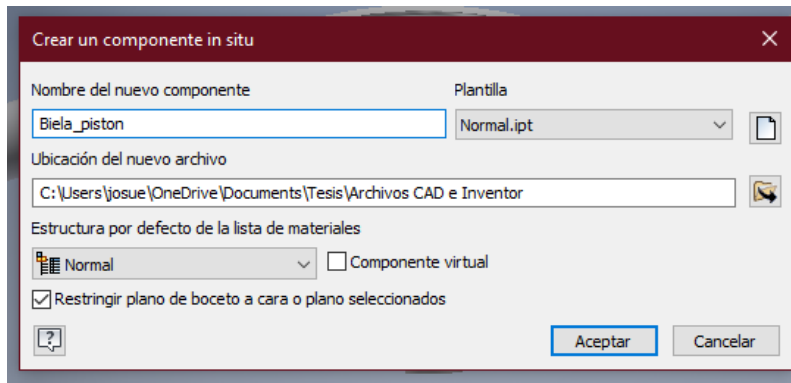 Crear un componente in situ
Nombre del nuevo componente
Plantilla
Biela_piston
Normal.ipt
Ubicación del nuevo archivo
C:\Users\josue\OneDrive\Documents\Tesis\Archivos CAD e Inventor
Estructura por defecto de la lista de materiales
Normal
Componente virtual
Restringir plano de boceto a cara o plano seleccionados
?
Aceptar
Cancelar